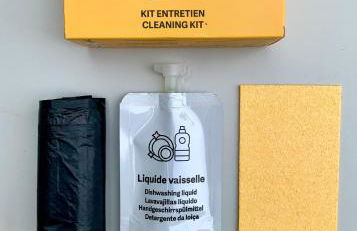 KIT ENTRETIEN
CLEANING KIT
Liquide vaisselle
Dishwashing liquid
Lavavajillas líquido
Handgeschirrspülmittel
Detergente da loiça